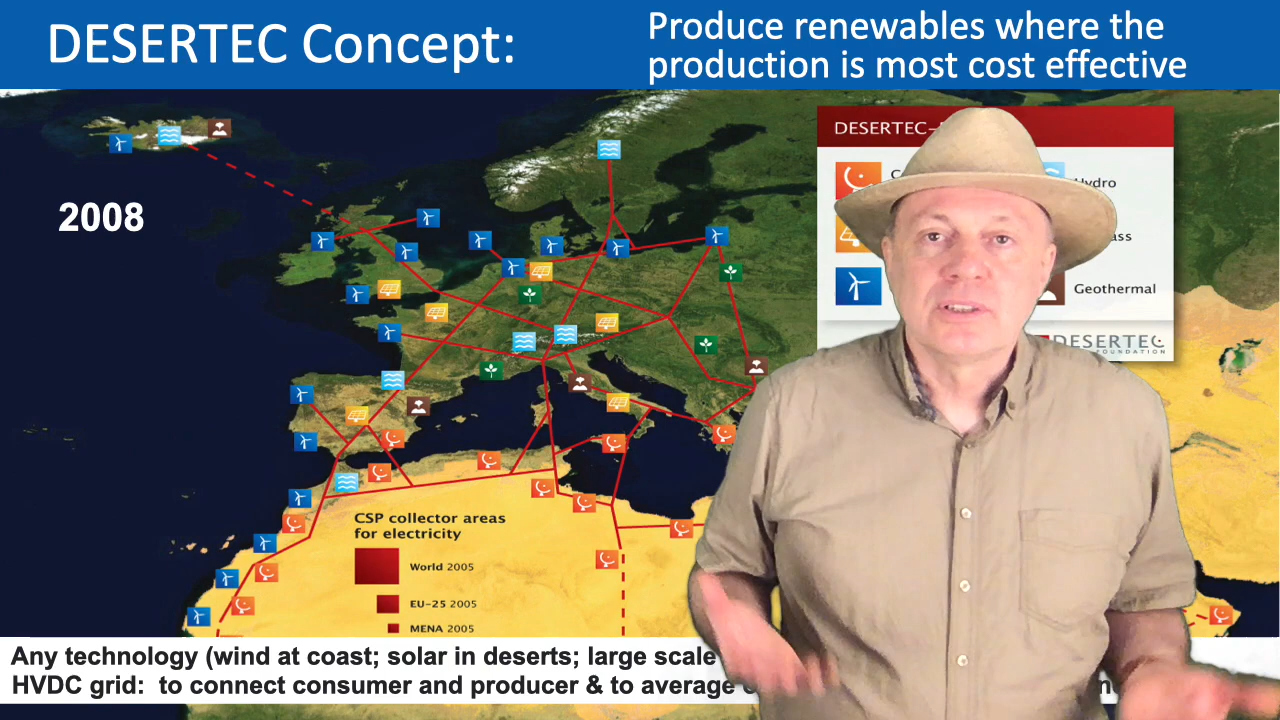 DESERTEC Concept:
Produce renewables where the
production is most cost effective
2008
DESERTEC-
Hydro
Geothermal
DESERTEC
FOUNDATION
CSP collector areas
for electricity
World 2005
EU-25 2005
MENA 2005
Any technology (wind at coast; solar in deserts; large scale
HVDC grid: to connect consumer and producer & to average